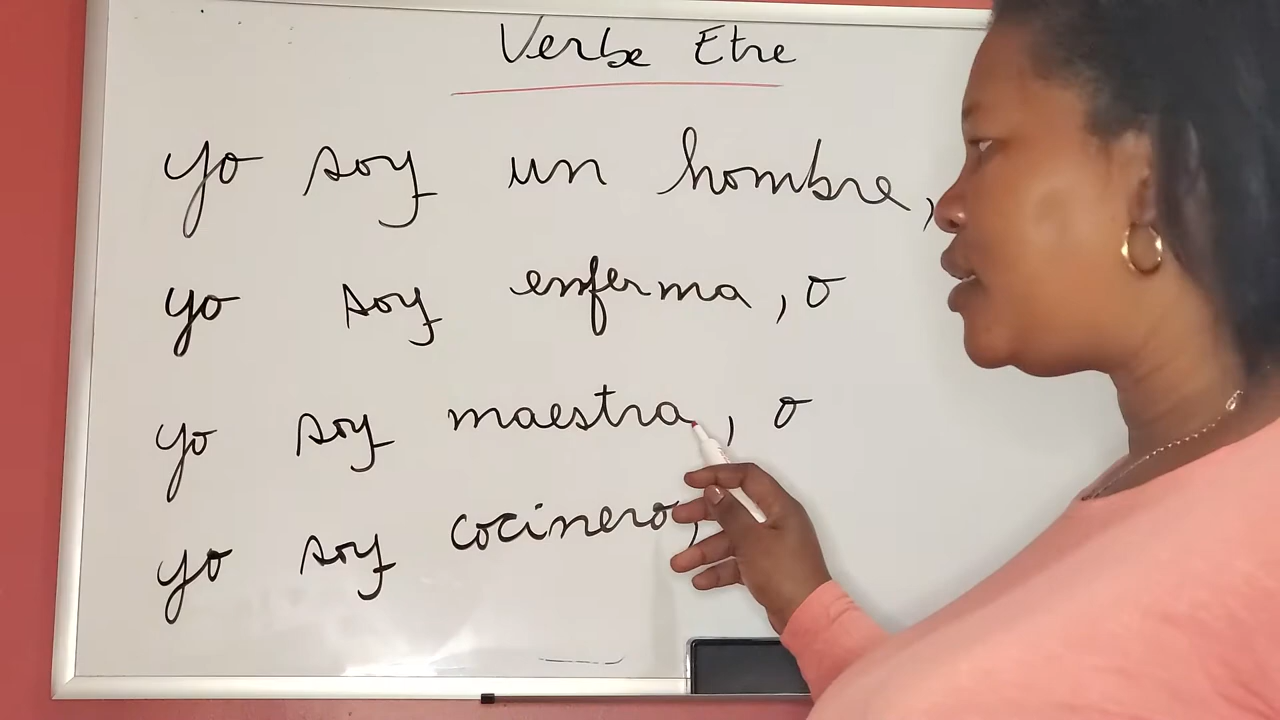 Verbe Etre
yo soy un hombre,
yo soy enferma, o
yo soy maestra, o
yo soy cocinero,